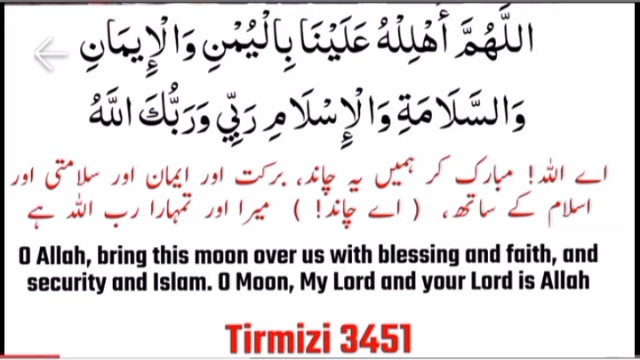 اللَّهُمَّ أَهْلِلْهُ عَلَيْنَا بِالْيُمْنِ وَالْإِيمَانِ
وَالسَّلَامَةِ وَالْإِسْلَامِ رَبِّي وَرَبُّكَ اللَّهُ
اے اللہ! مبارک کر ہمیں یہ چاند، برکت اور ایمان اور سلامتی اور
اسلام کے ساتھ، (اے چاند!) میرا اور تمہارا رب اللہ ہے
O Allah, bring this moon over us with blessing and faith, and
security and Islam. O Moon, My Lord and your Lord is Allah
Tirmizi 3451